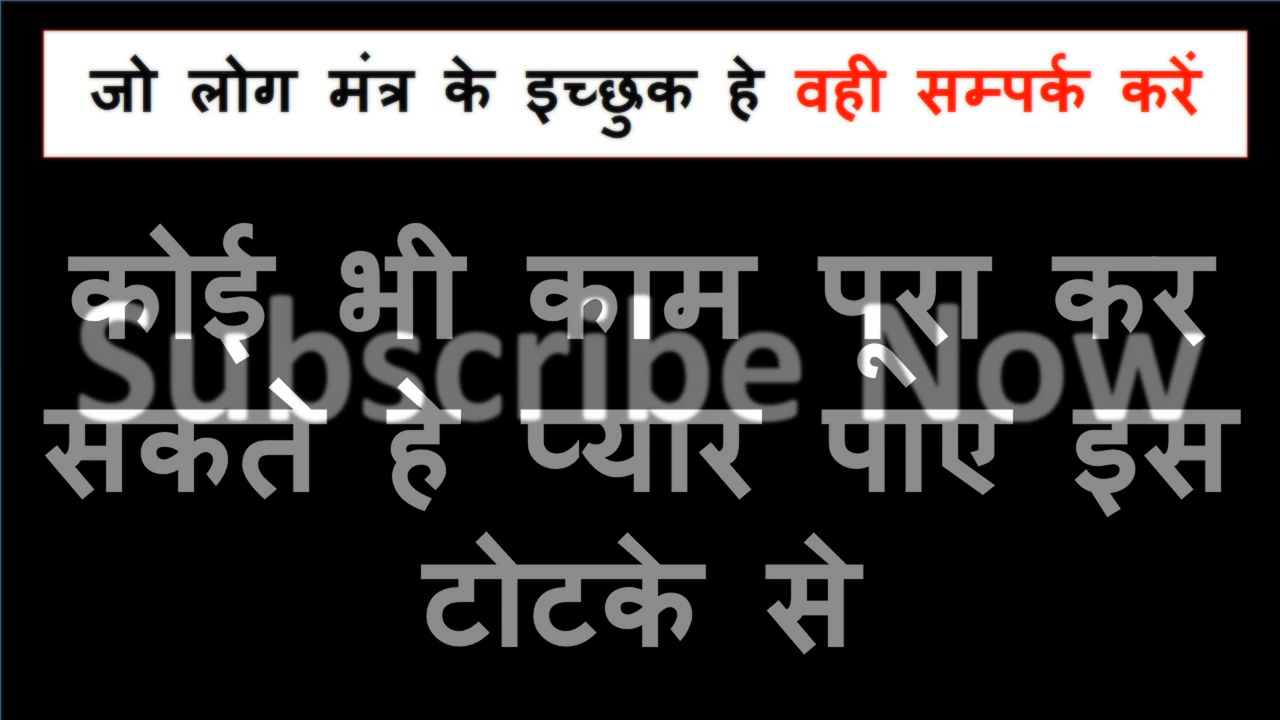 जो लोग मंत्र के इच्छुक हे वही सम्पर्क करें
कोई भी काम पूरा कर
Subscribe Now
सकते हे प्यार पाए इस
टोटके से